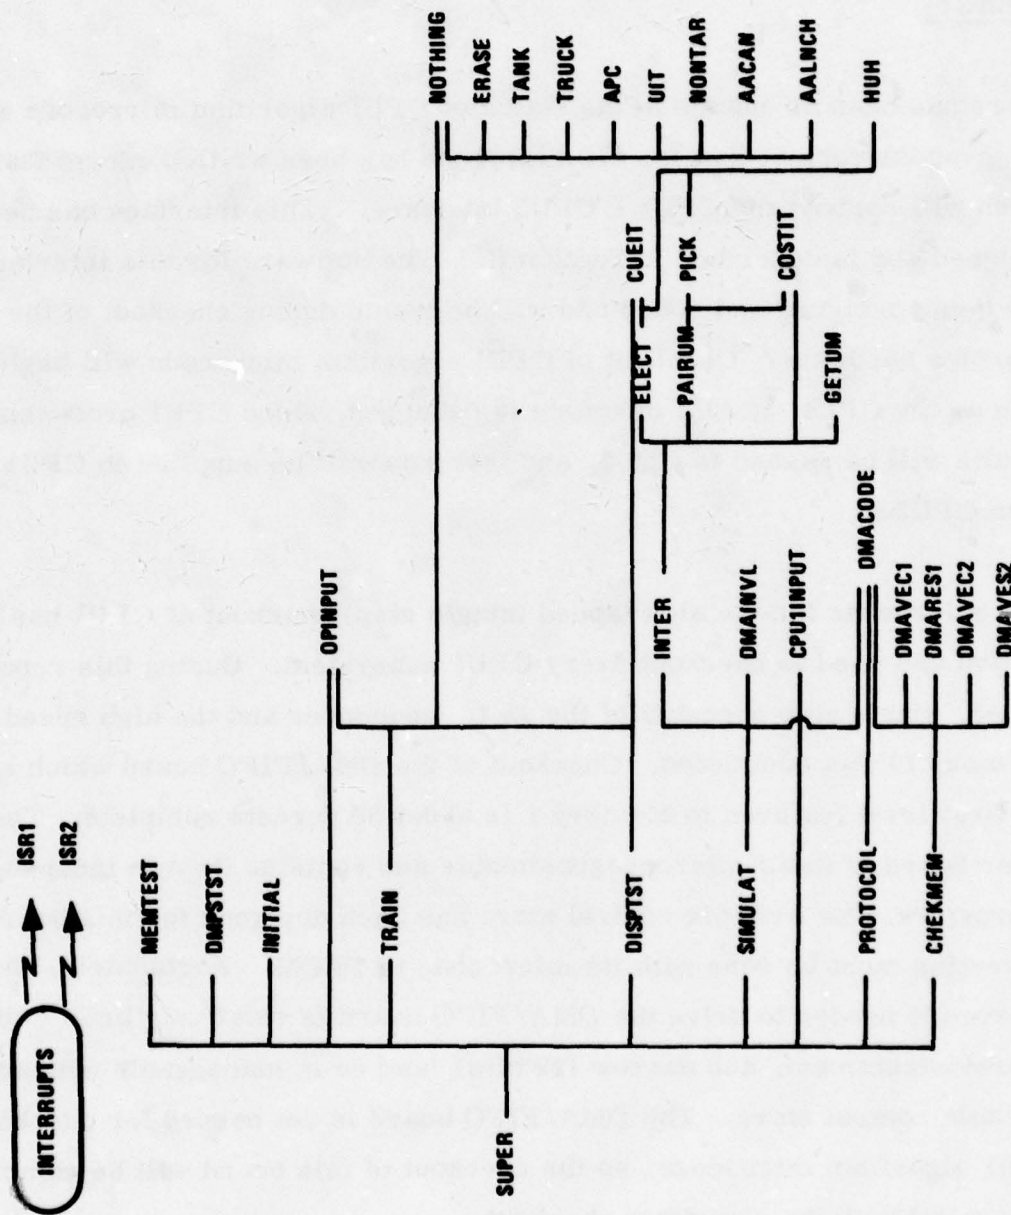 INTERRUPTS
ISR1
ISR2
SUPER
MEMTEST
DMPSTST
INITIAL
OPINPUT
TRAIN
DISPTST
SIMULAT
CPUINPUT
PROTOCOL
CHEKMEM
INTER
DMAINVL
DMACODE
DMAVEC1
DMARES1
DMAVEC2
DMAVES2
ELECT
CUEIT
PAIRUM
PICK
COSTIT
GETUM
NOTHING
ERASE
TANK
TRUCK
APC
UIT
NONTAR
AACAN
AALNCH
HUH